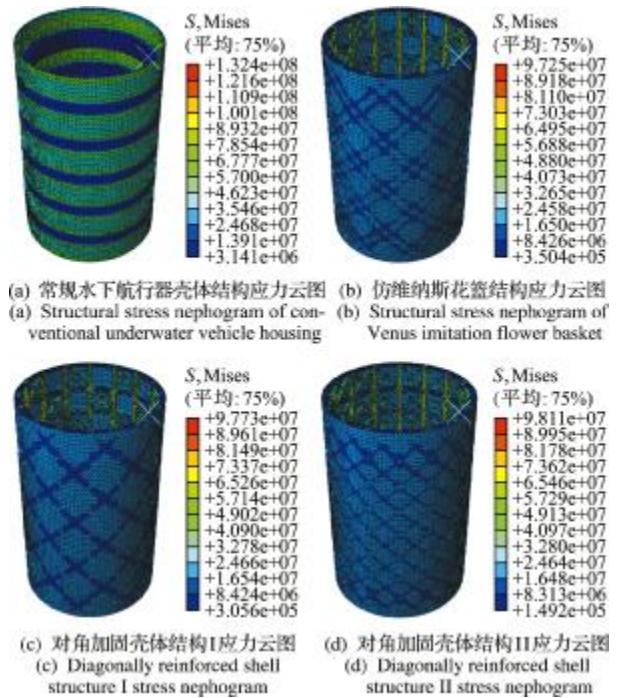 S, Mises
(平均: 75%)
+1.324e+08
+1.216e+08
+1.109e+08
+1.001e+08
+8.932e+07
+7.854e+07
+6.777e+07
+5.700e+07
+4.623e+07
+3.546e+07
+2.468e+07
+1.391e+07
+3.141e+06
S, Mises
(平均: 75%)
+9.725e+07
+8.918e+07
+8.110e+07
+7.303e+07
+6.495e+07
+5.688e+07
+4.880e+07
+4.073e+07
+3.265e+07
+2.458e+07
+1.650e+07
+8.426e+06
+3.504e+05
(a) 常规水下航行器壳体结构应力云图
(a) Structural stress nephogram of con-
ventional underwater vehicle housing
(b) 仿维纳斯花篮结构应力云图
(b) Structural stress nephogram of
Venus imitation flower basket
S, Mises
(平均: 75%)
+9.773e+07
+8.961e+07
+8.149e+07
+7.337e+07
+6.526e+07
+5.714e+07
+4.902e+07
+4.090e+07
+3.278e+07
+2.466e+07
+1.654e+07
+8.424e+06
+3.056e+05
S, Mises
(平均: 75%)
+9.811e+07
+8.995e+07
+8.178e+07
+7.362e+07
+6.546e+07
+5.729e+07
+4.913e+07
+4.097e+07
+3.280e+07
+2.464e+07
+1.648e+07
+8.313e+06
+1.492e+05
(c) 对角加固壳体结构I应力云图
(c) Diagonally reinforced shell
structure I stress nephogram
(d) 对角加固壳体结构II应力云图
(d) Diagonally reinforced shell
structure II stress nephogram